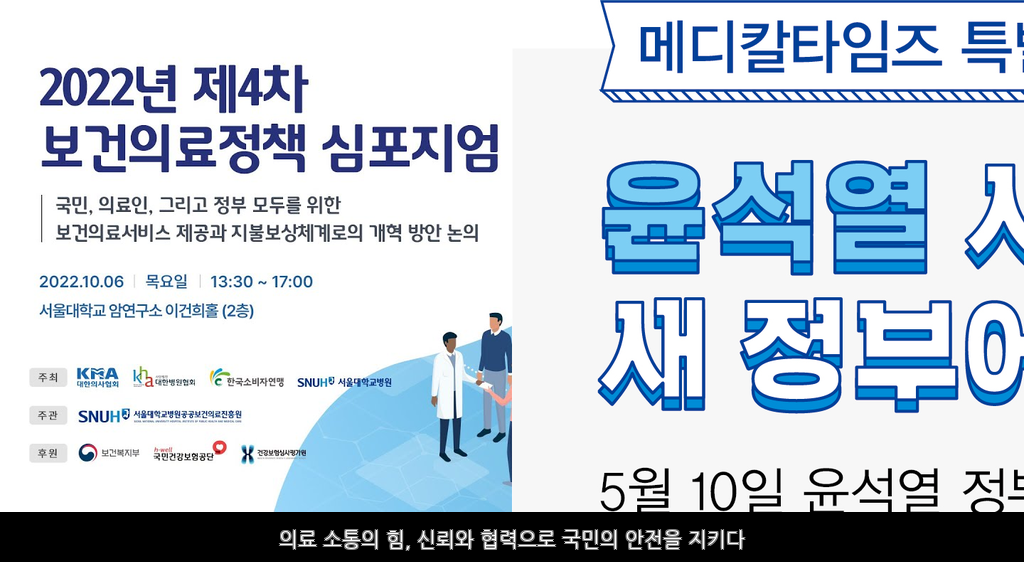 2022년 제4차
보건의료정책 심포지엄
국민, 의료인, 그리고 정부 모두를 위한
보건의료서비스 제공과 지불보상체계로의 개혁 방안 논의
2022.10.06 | 목요일 | 13:30 ~ 17:00
서울대학교 암연구소 이건희홀 (2층)
주최 KMA 대한의사협회 kha 대한병원협회 한국소비자연맹 SNUH 서울대학교병원
주관 SNUH 서울대학교병원공공보건의료진흥원
후원 보건복지부 h-well 국민건강보험공단 건강보험심사평가원
메디칼타임즈
윤석열
새 정부
5월 10일 윤석열 정부
의료 소통의 힘, 신뢰와 협력으로 국민의 안전을 지키다